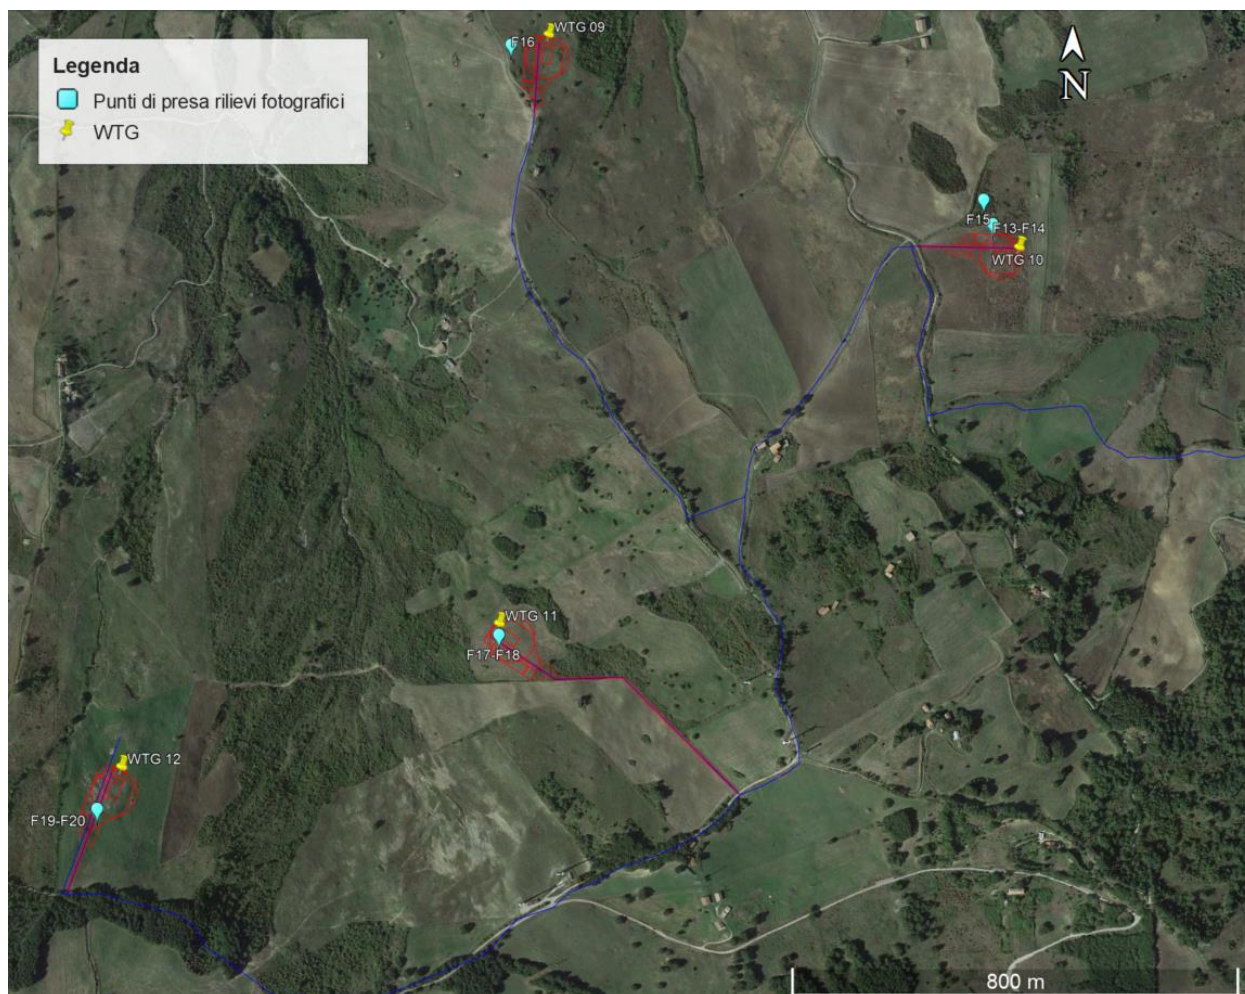 Legenda
Punti di presa rilievi fotografici
WTG
F16
WTG 09
N
F15
F13-F14
WTG 10
WTG 11
F17-F18
WTG 12
F19-F20
800 m